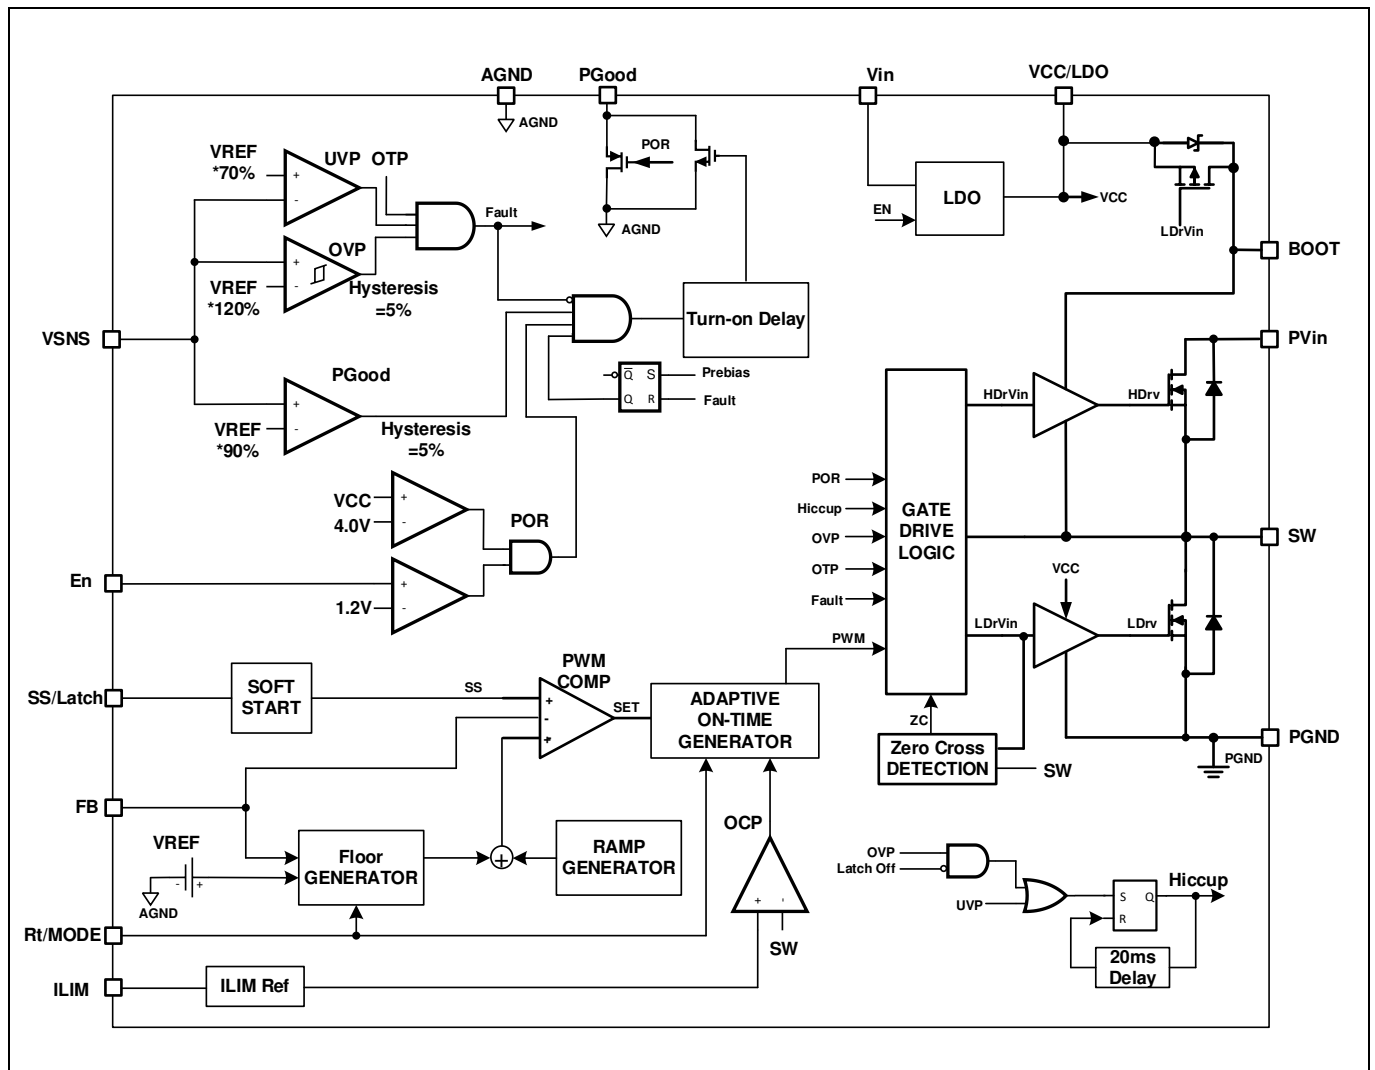 AGND
PGood
Vin
VCC/LDO
AGND
VREF
*70%
+
-
UVP
OTP
POR
Fault
AGND
LDO
EN
VCC
LDrVin
BOOT
OVP
+
-
VREF
*120%
Hysteresis
=5%
VSNS
Turn-on Delay
PVin
PGood
+
-
VREF
*90%
Hysteresis
=5%
Q
S
Prebias
Q
R
Fault
HDrVin
HDrv
VCC
4.0V
+
-
POR
En
1.2V
+
-
POR
Hiccup
OVP
OTP
Fault
PWM
GATE
DRIVE
LOGIC
SW
VCC
LDrVin
LDrv
SS/Latch
SOFT
START
SS
PWM
COMP
+
-
+
SET
ADAPTIVE
ON-TIME
GENERATOR
ZC
Zero Cross
DETECTION
SW
PGND
PGND
FB
VREF
- +
AGND
Floor
GENERATOR
+
RAMP
GENERATOR
OCP
+ -
SW
OVP
Latch Off
UVP
S
Q
R
Hiccup
20ms
Delay
Rt/MODE
ILIM
ILIM Ref